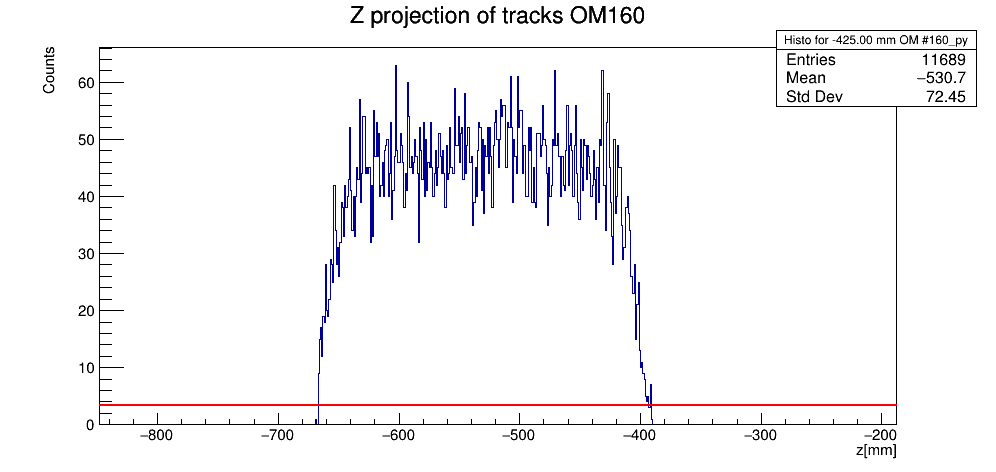 Z projection of tracks OM160
Histo for -425.00 mm OM #160_py
Entries 11689
Mean −530.7
Std Dev 72.45
Counts
60
50
40
30
20
10
0
−800 −700 −600 −500 −400 −300 −200
z[mm]